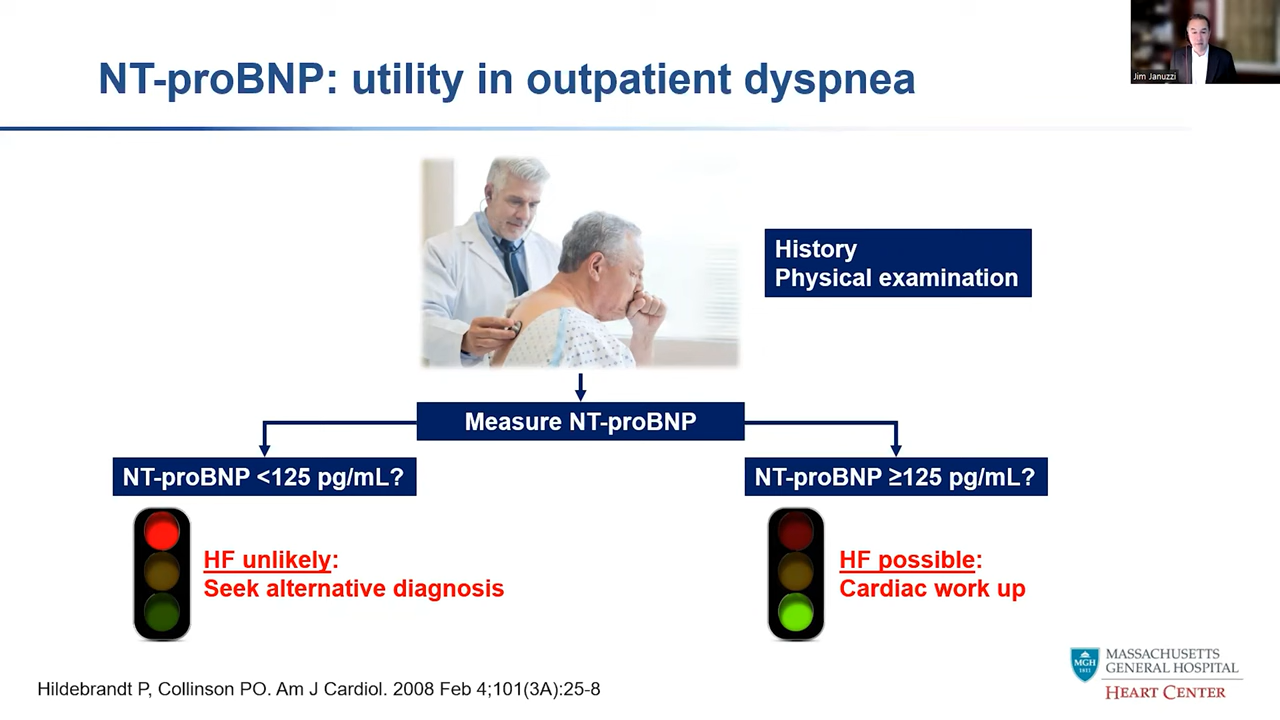 NT-proBNP: utility in outpatient dyspnea
Jim Januzzi
History
Physical examination
Measure NT-proBNP
NT-proBNP <125 pg/mL?
NT-proBNP ≥125 pg/mL?
HF unlikely:
Seek alternative diagnosis
HF possible:
Cardiac work up
Hildebrandt P, Collinson PO. Am J Cardiol. 2008 Feb 4;101(3A):25-8
MGH
1811
MASSACHUSETTS
GENERAL HOSPITAL
HEART CENTER